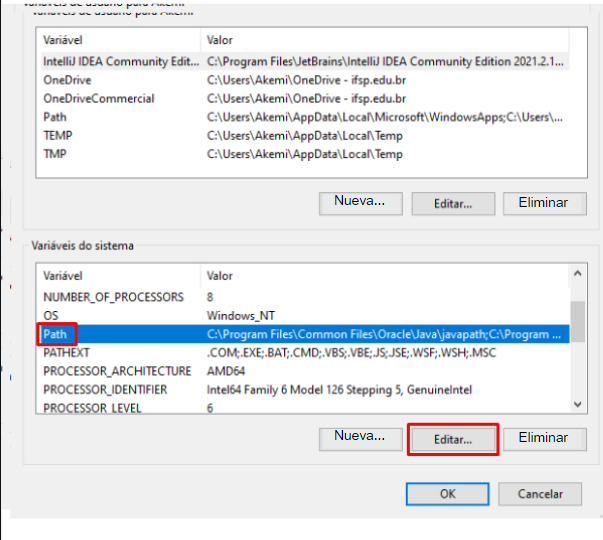 Variáveis de usuário para Akemi
Variável Valor
IntelliJ IDEA Community Edit... C:\Program Files\JetBrains\IntelliJ IDEA Community Edition 2021.2.1...
OneDrive C:\Users\Akemi\OneDrive - ifsp.edu.br
OneDriveCommercial C:\Users\Akemi\OneDrive - ifsp.edu.br
Path C:\Users\Akemi\AppData\Local\Microsoft\WindowsApps;C:\Users\...
TEMP C:\Users\Akemi\AppData\Local\Temp
TMP C:\Users\Akemi\AppData\Local\Temp
Nueva... Editar... Eliminar
Variáveis do sistema
Variável Valor
NUMBER_OF_PROCESSORS 8
OS Windows_NT
Path C:\Program Files\Common Files\Oracle\Java\javapath;C:\Program ...
PATHEXT .COM;.EXE;.BAT;.CMD;.VBS;.VBE;.JS;.JSE;.WSF;.WSH;.MSC
PROCESSOR_ARCHITECTURE AMD64
PROCESSOR_IDENTIFIER Intel64 Family 6 Model 126 Stepping 5, GenuineIntel
PROCESSOR_LEVEL 6
Nueva... Editar... Eliminar
OK Cancelar